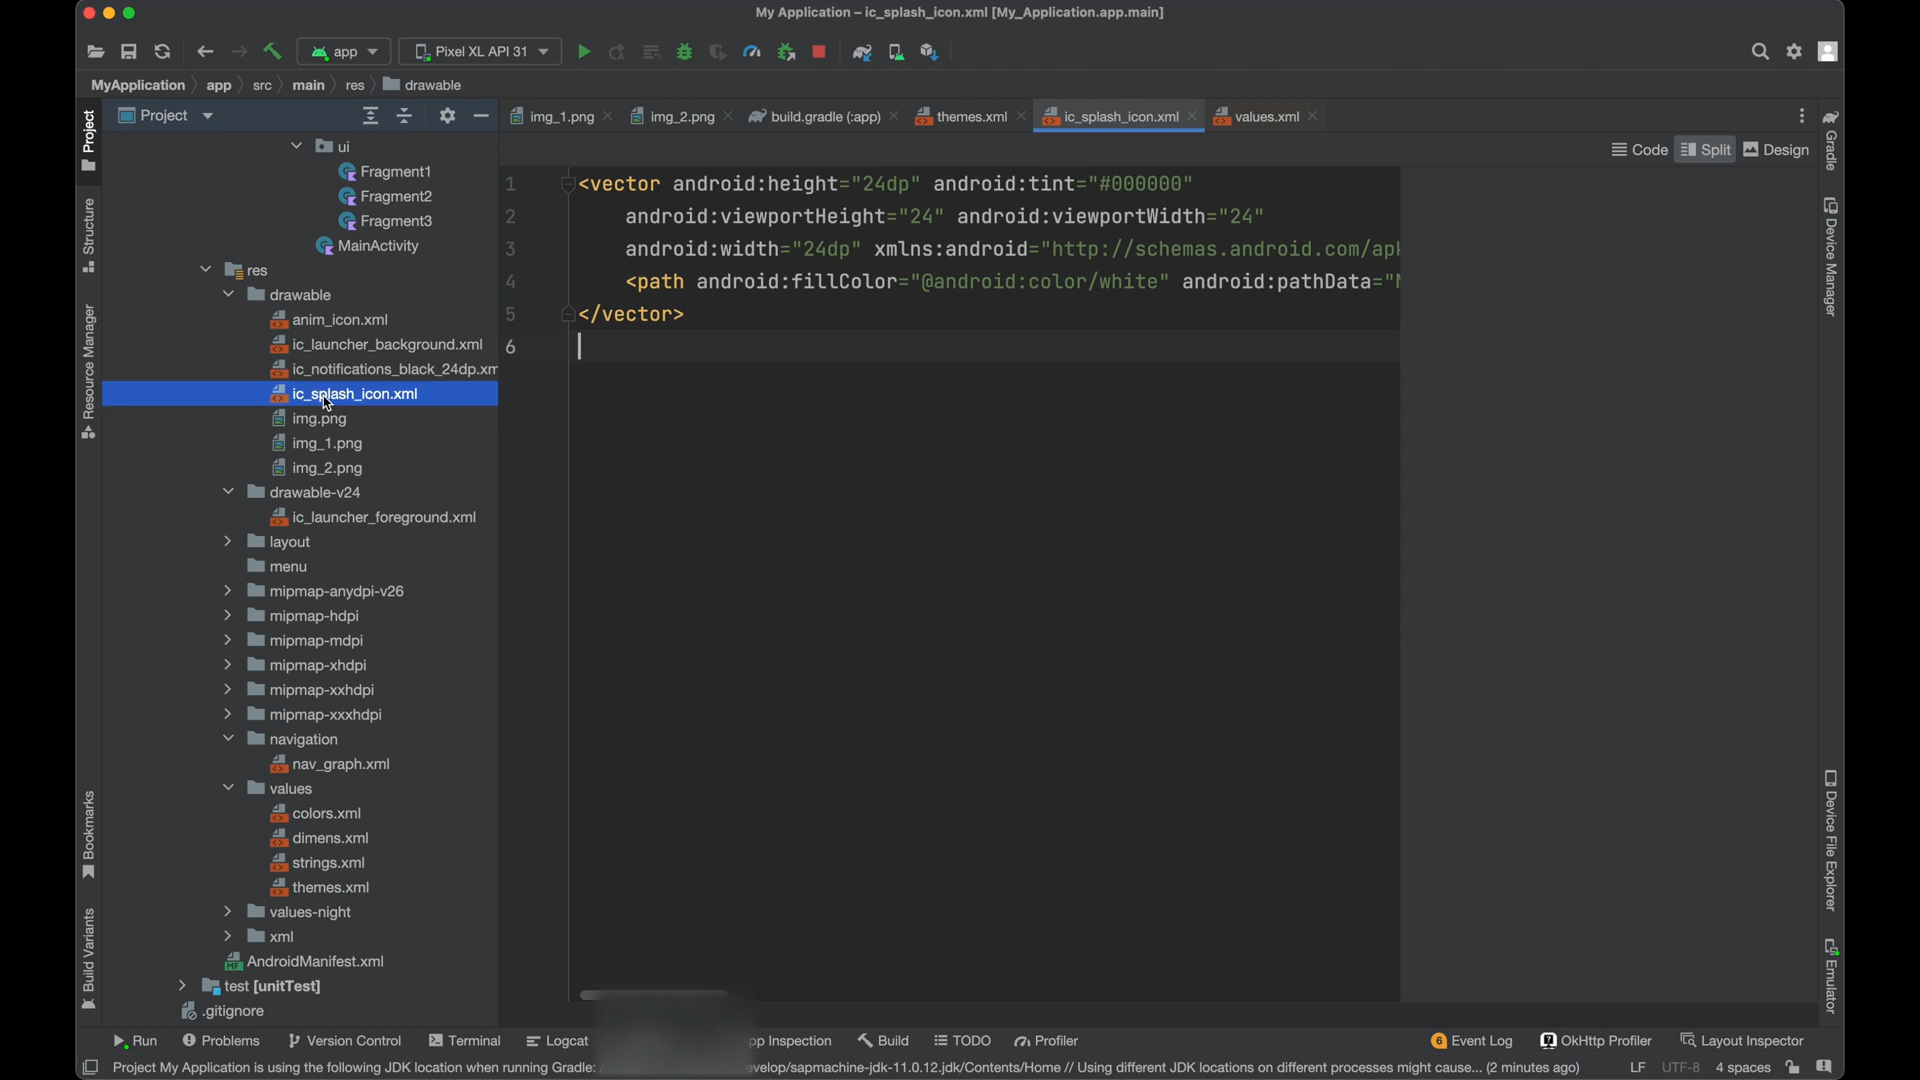 My Application – ic_splash_icon.xml [My_Application.app.main]
app
Pixel XL API 31
MyApplication app src main res drawable
Project
img_1.png
img_2.png
build.gradle (:app)
themes.xml
ic_splash_icon.xml
values.xml
Code
Split
Design
ui
Fragment1
Fragment2
Fragment3
MainActivity
res
drawable
anim_icon.xml
ic_launcher_background.xml
ic_notifications_black_24dp.xm
ic_splash_icon.xml
img.png
img_1.png
img_2.png
drawable-v24
ic_launcher_foreground.xml
layout
menu
mipmap-anydpi-v26
mipmap-hdpi
mipmap-mdpi
mipmap-xhdpi
mipmap-xxhdpi
mipmap-xxxhdpi
navigation
nav_graph.xml
values
colors.xml
dimens.xml
strings.xml
themes.xml
values-night
xml
AndroidManifest.xml
test [unitTest]
.gitignore
1 <vector android:height="24dp" android:tint="#000000"
2 android:viewportHeight="24" android:viewportWidth="24"
3 android:width="24dp" xmlns:android="http://schemas.android.com/apk
4 <path android:fillColor="@android:color/white" android:pathData="M
5 </vector>
6
Project
Structure
Resource Manager
Bookmarks
Build Variants
Gradle
Device Manager
Device File Explorer
Emulator
Run
Problems
Version Control
Terminal
Logcat
pp Inspection
Build
TODO
Profiler
6 Event Log
OkHttp Profiler
Layout Inspector
Project My Application is using the following JDK location when running Gradle: / evelop/sapmachine-jdk-11.0.12.jdk/Contents/Home // Using different JDK locations on different processes might cause... (2 minutes ago)
LF
UTF-8
4 spaces